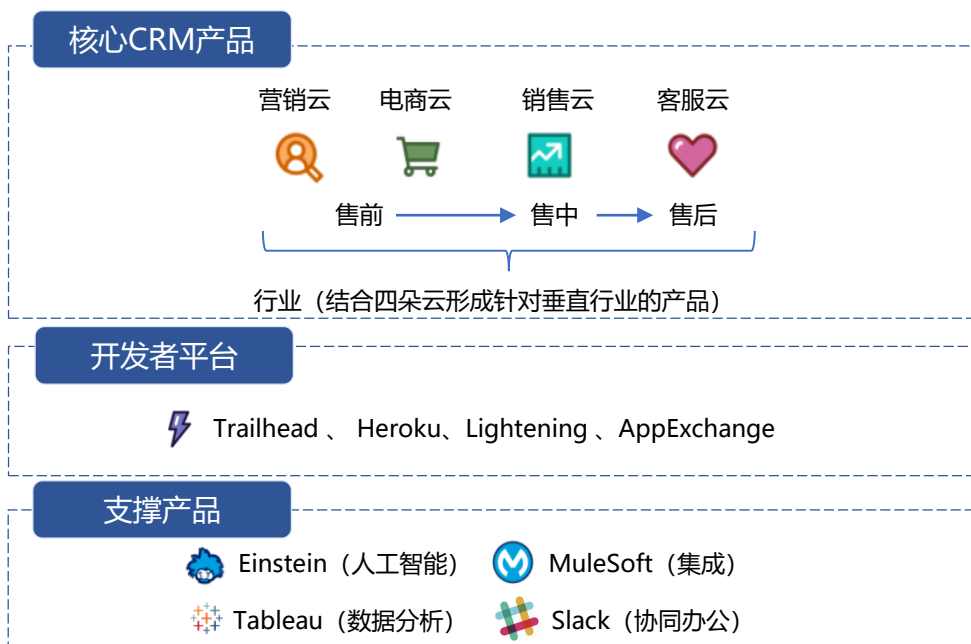 核心CRM产品
营销云 电商云 销售云 客服云
售前 售中 售后
行业（结合四朵云形成针对垂直行业的产品）
开发者平台
Trailhead 、 Heroku、Lightening 、AppExchange
支撑产品
Einstein（人工智能） MuleSoft（集成）
Tableau（数据分析） Slack（协同办公）